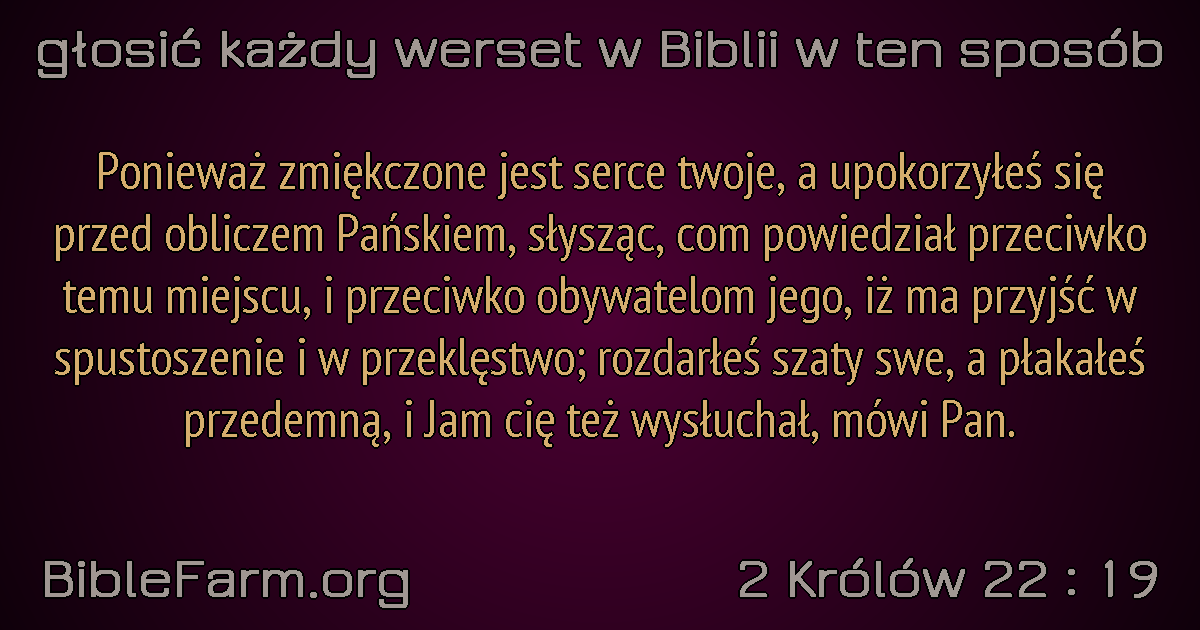 głosić każdy werset w Biblii w ten sposób
Ponieważ zmiękczone jest serce twoje, a upokorzyłeś się
przed obliczem Pańskiem, słysząc, com powiedział przeciwko
temu miejscu, i przeciwko obywatelom jego, iż ma przyjść w
spustoszenie i w przeklęstwo; rozdarłeś szaty swe, a płakałeś
przedemną, i Jam cię też wysłuchał, mówi Pan.
BibleFarm.org
2 Królów 22 : 19